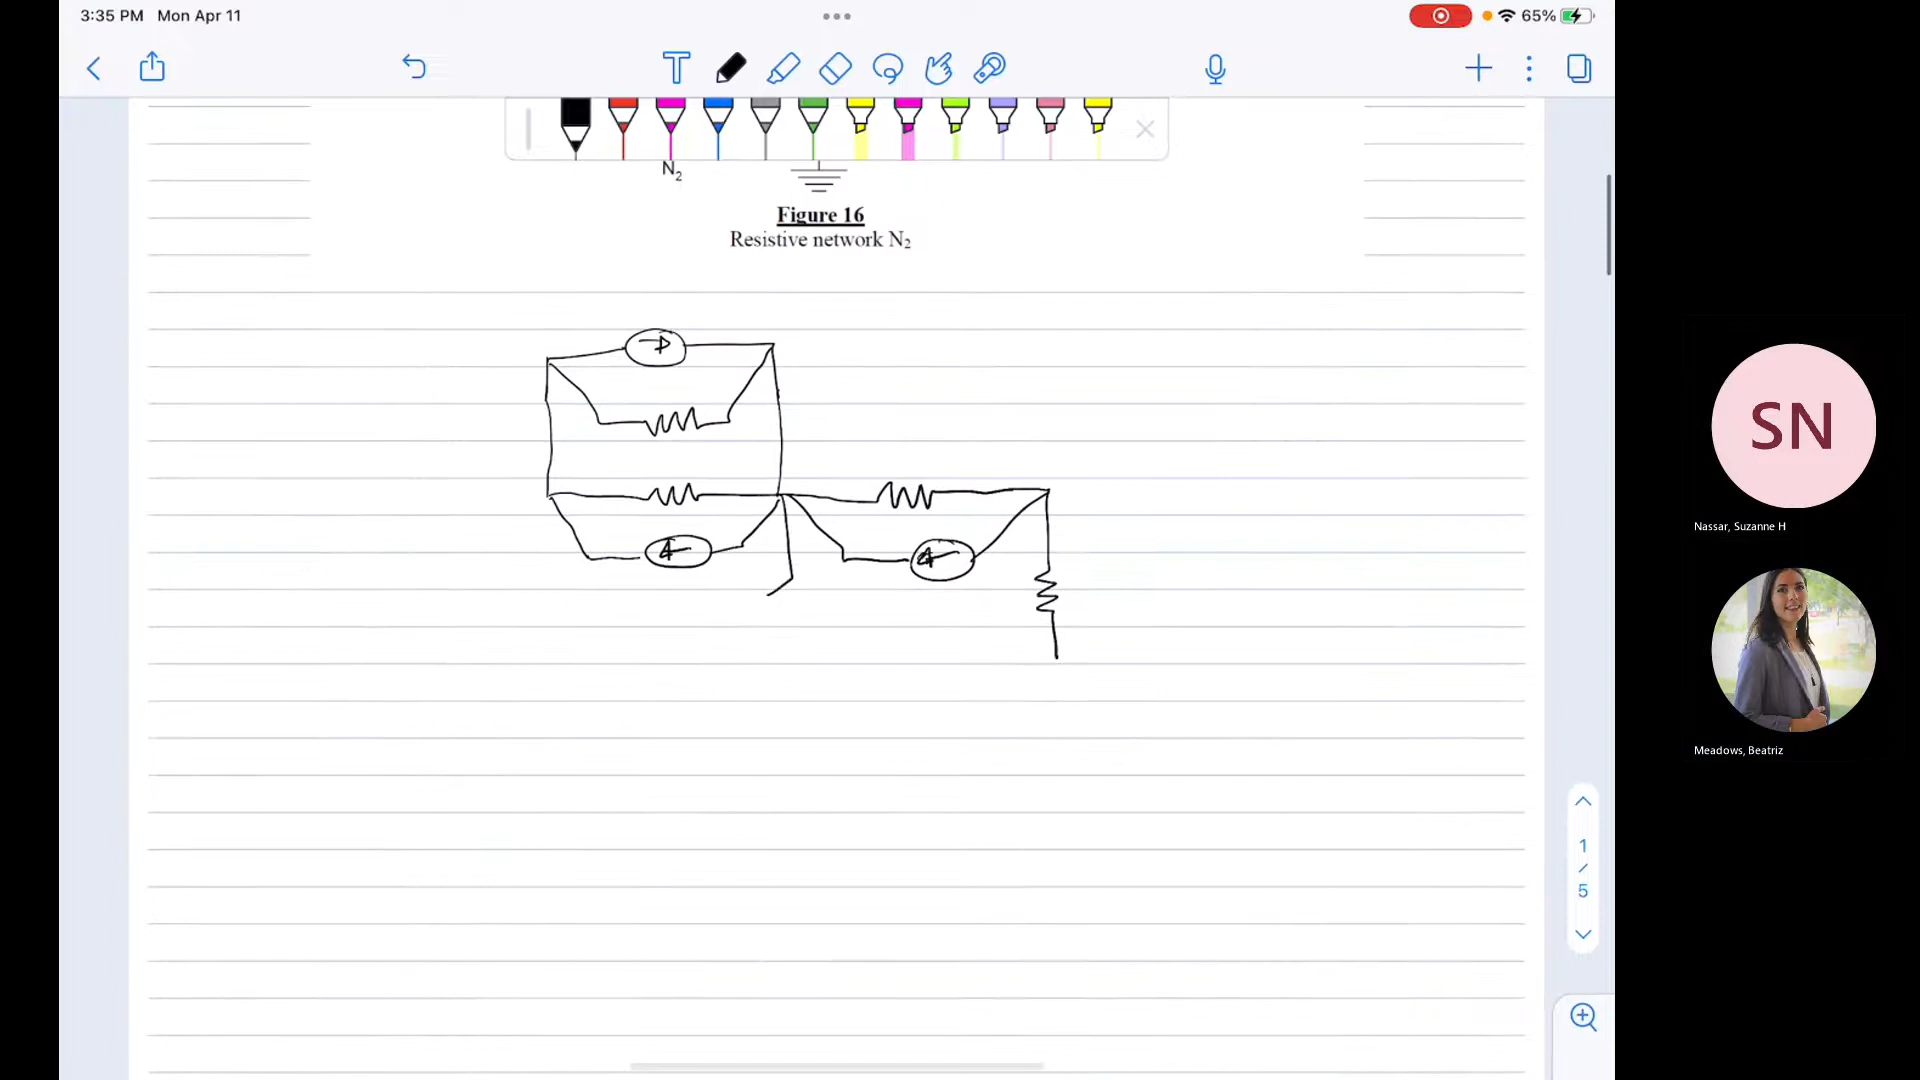 3:35 PM Mon Apr 11
65%
T
N₂
Figure 16
Resistive network N₂
SN
Nassar, Suzanne H
Meadows, Beatriz
1
/
5